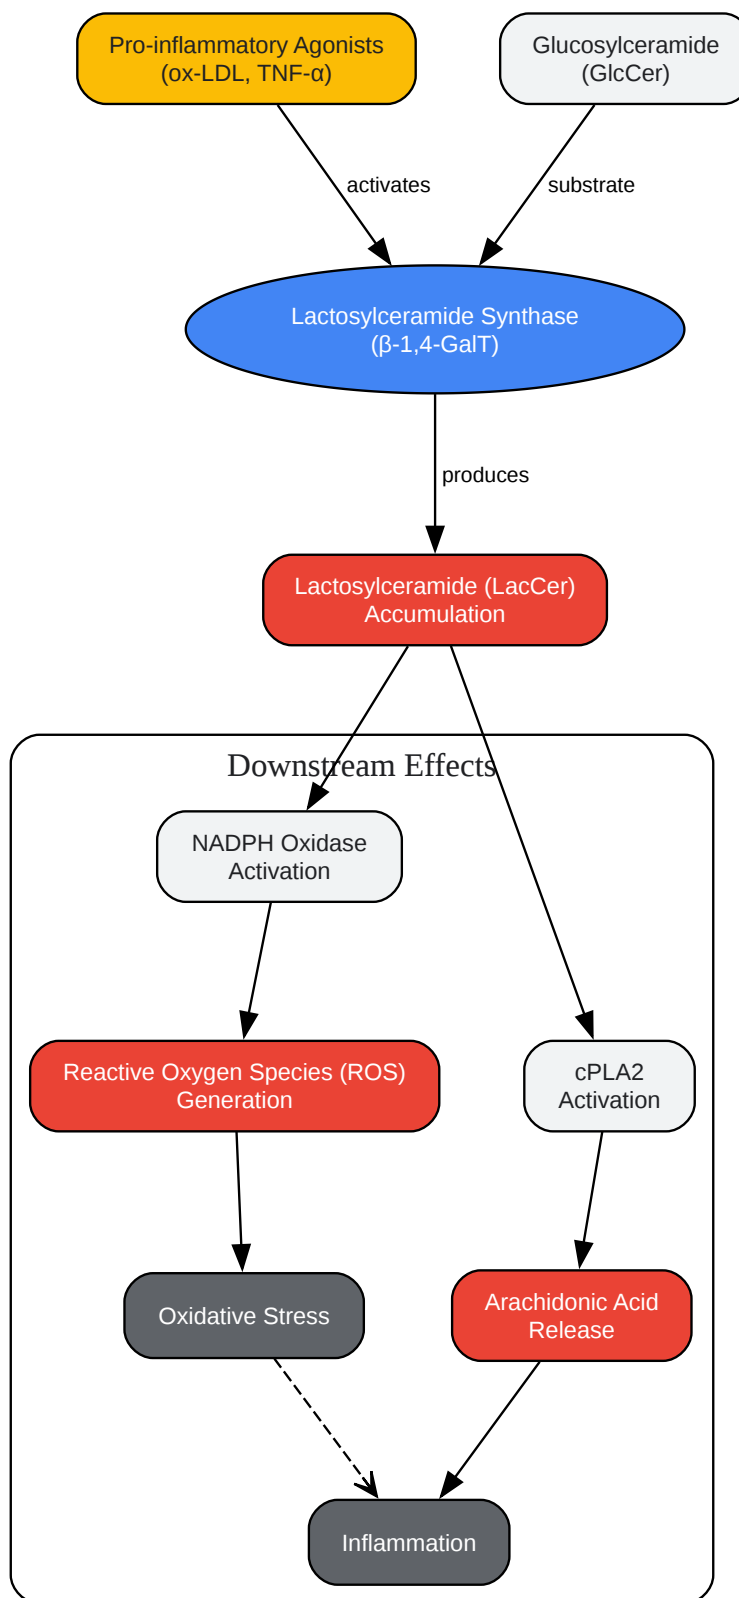 Pro-inflammatory Agonists
(ox-LDL, TNF-α)
Glucosylceramide
(GlcCer)
activates
substrate
Lactosylceramide Synthase
(β-1,4-GalT)
produces
Lactosylceramide (LacCer)
Accumulation
Downstream Effects
NADPH Oxidase
Activation
Reactive Oxygen Species (ROS)
Generation
cPLA2
Activation
Oxidative Stress
Arachidonic Acid
Release
Inflammation